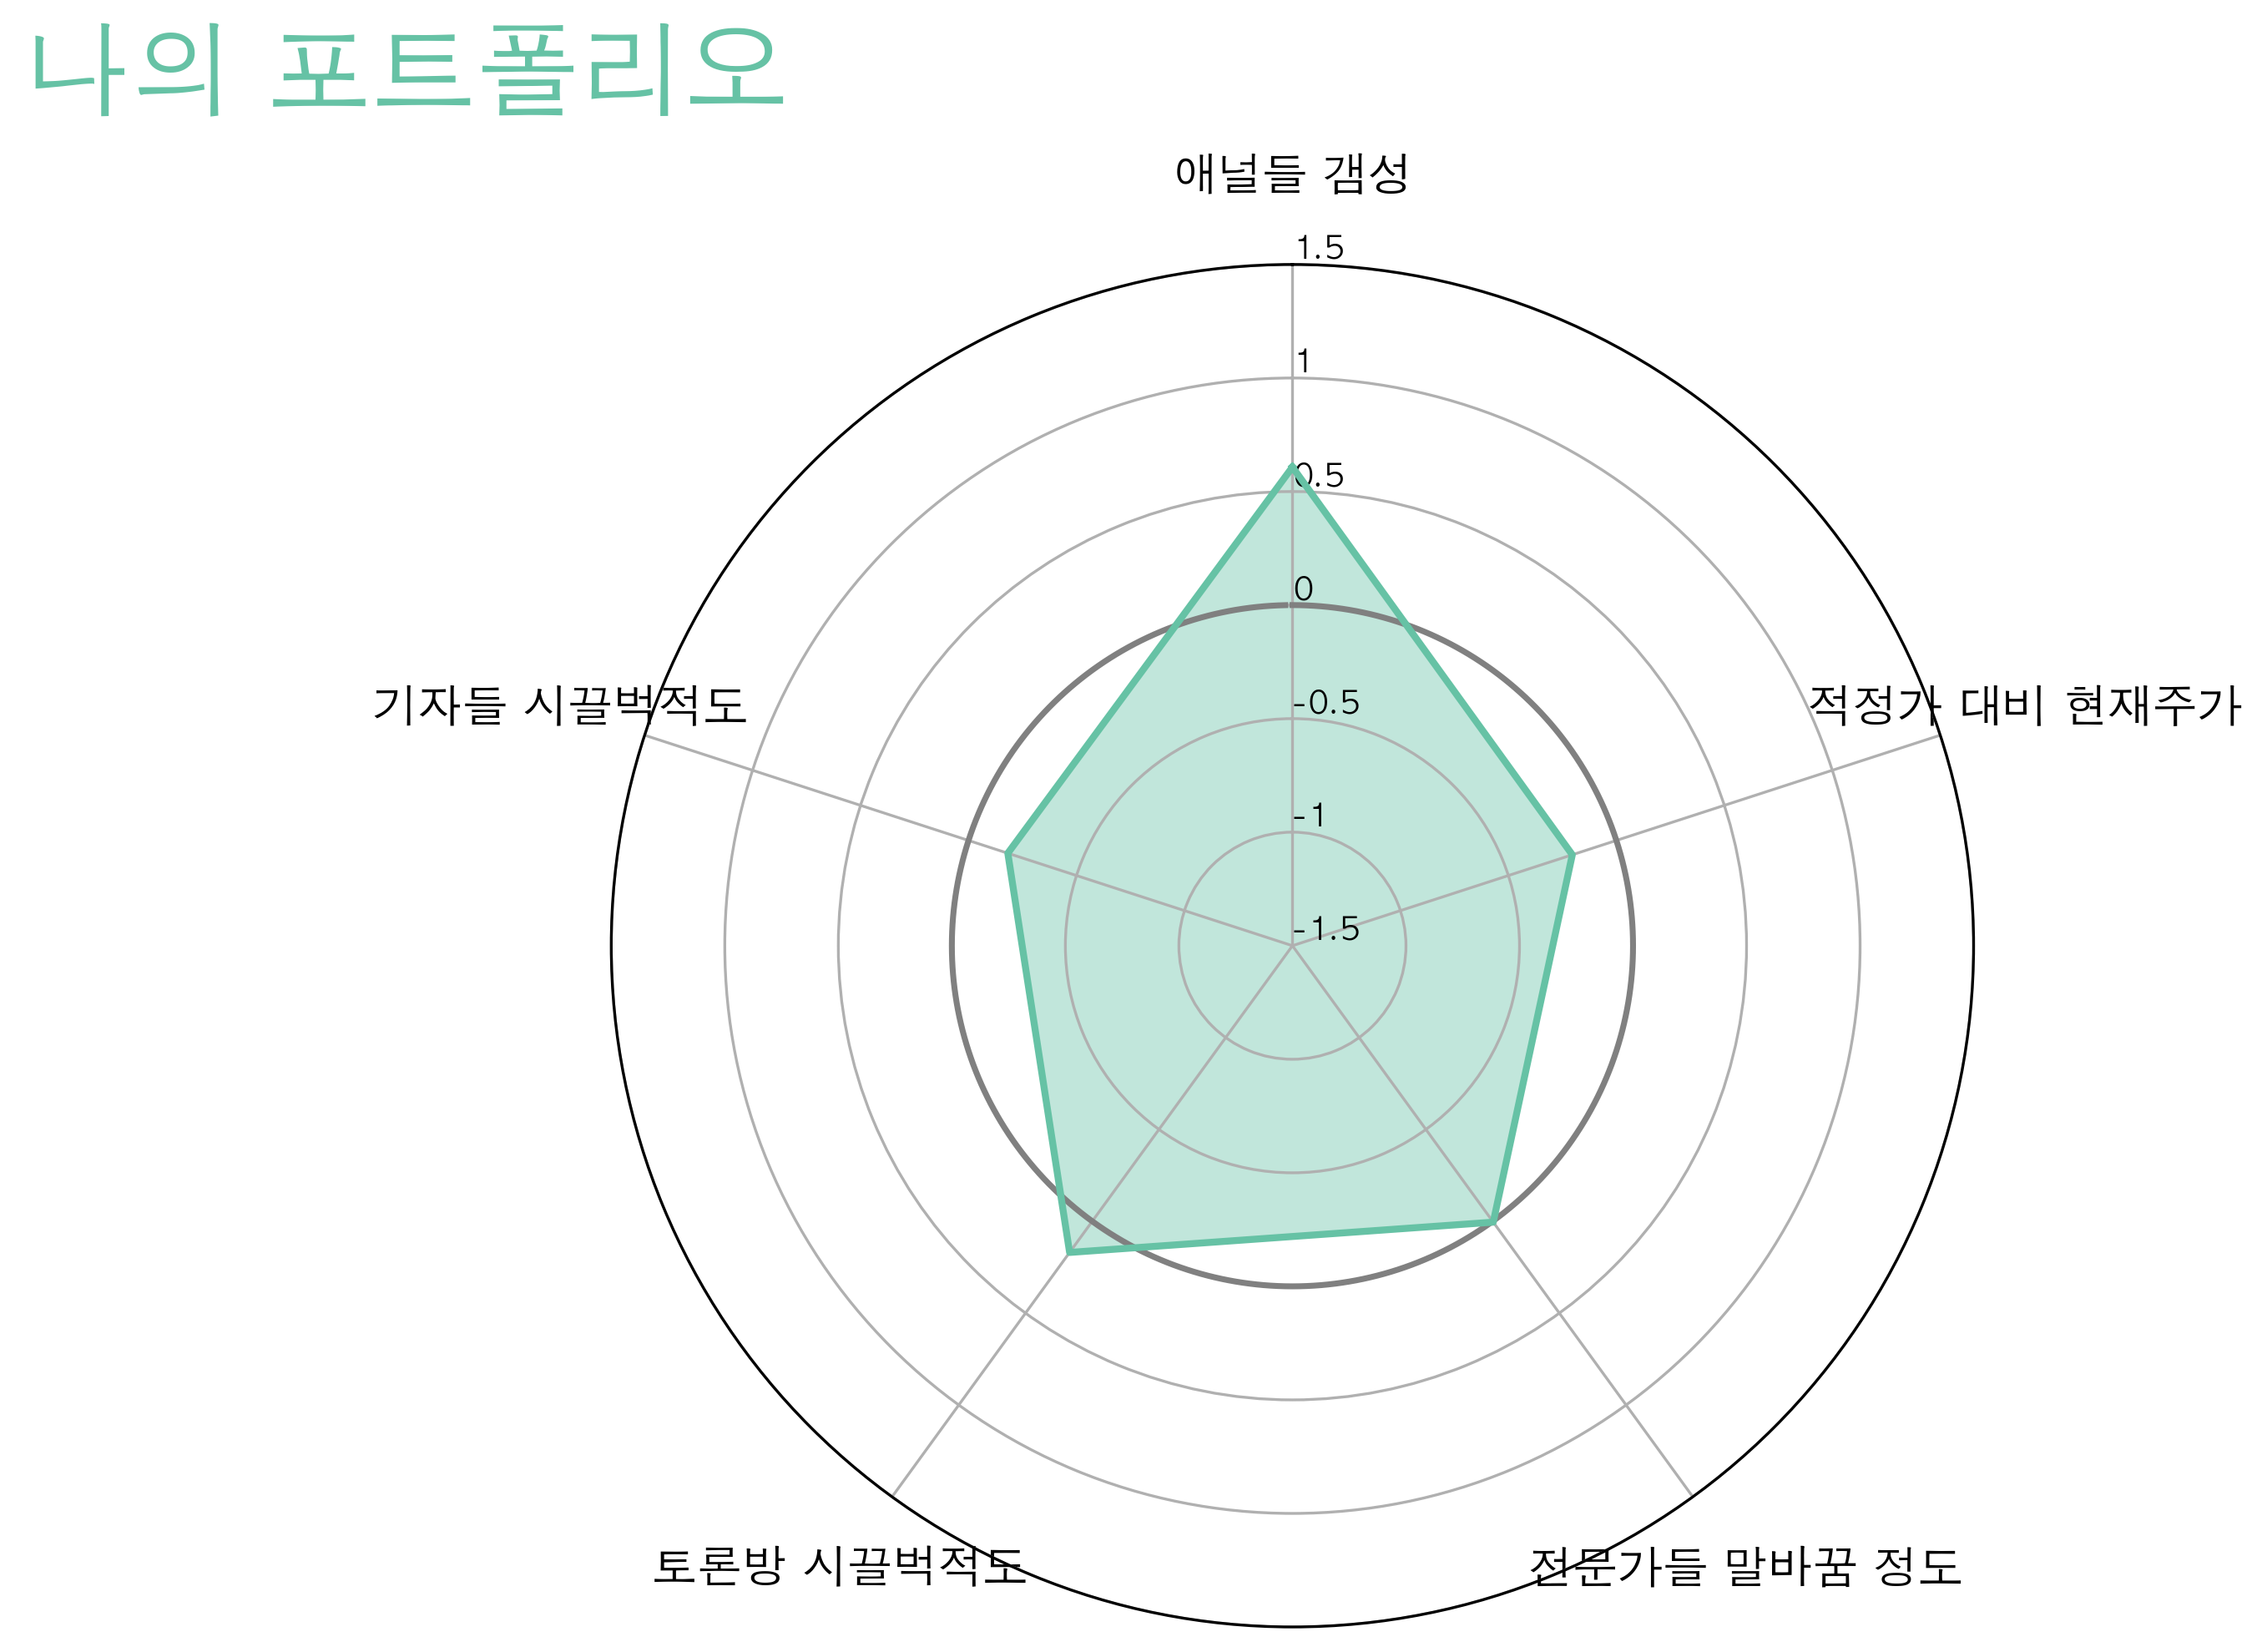 나의 포트폴리오
애널들 갬성
1.5
1
0.5
0
-0.5
기자들 시끌벅적도
적정가 대비 현재주가
-1
-1.5
토론방 시끌벅적도
전문가들 말바꿈 정도